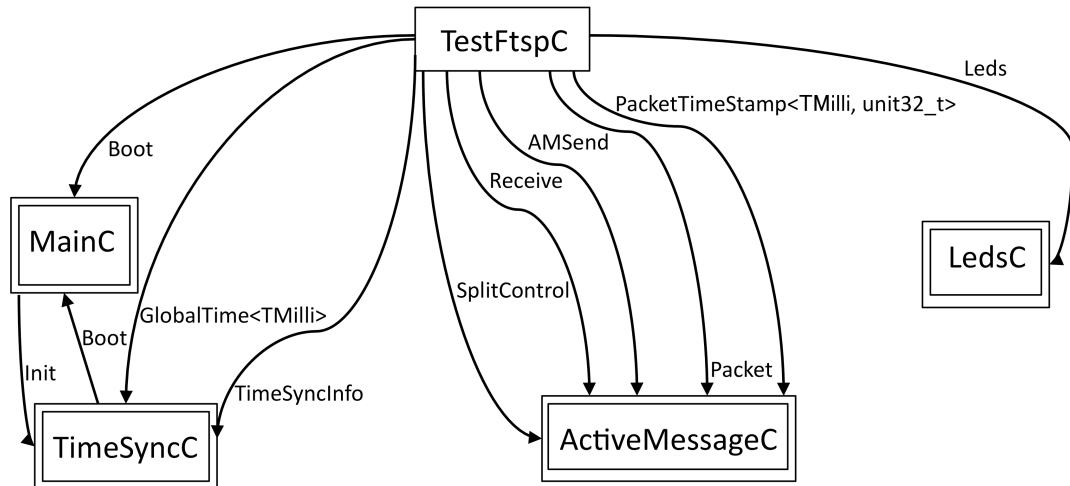 TestFtspC
Leds
PacketTimeStamp<TMilli, unit32_t>
Boot
AMSend
Receive
MainC
LedsC
SplitControl
GlobalTime<TMilli>
Boot
Init
Packet
TimeSyncInfo
TimeSyncC
ActiveMessageC